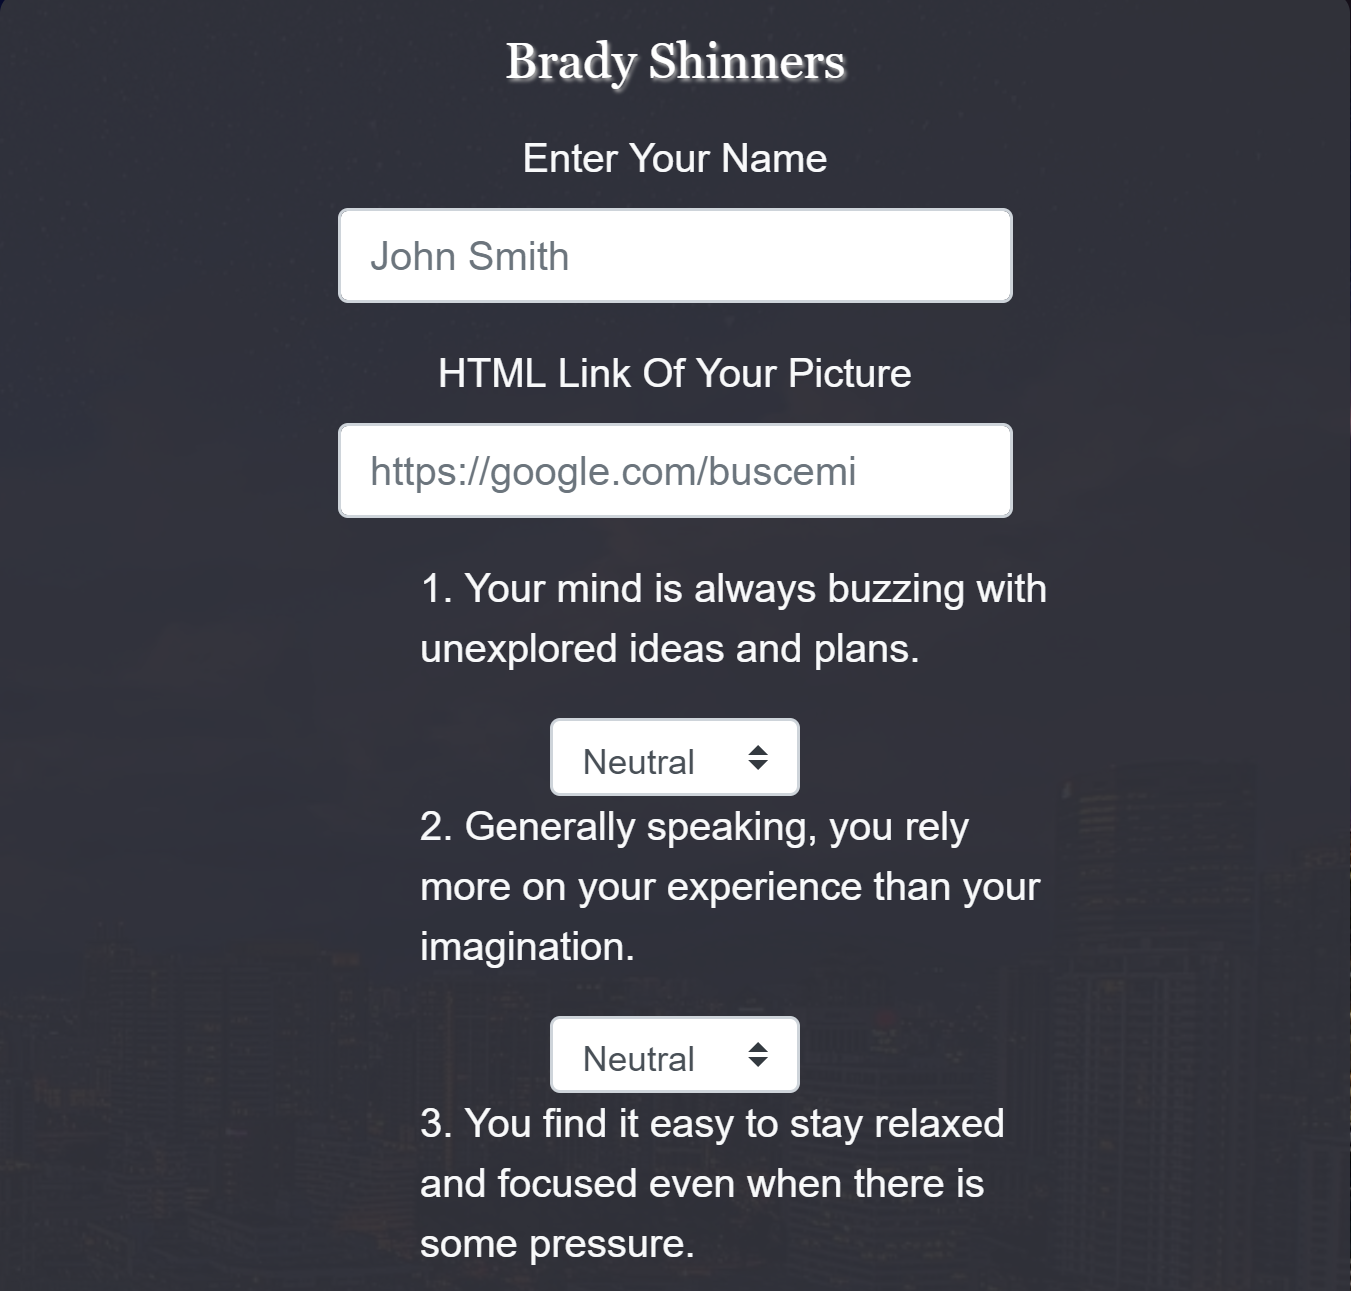 Brady Shinners
Enter Your Name
John Smith
HTML Link Of Your Picture
https://google.com/buscemi
1. Your mind is always buzzing with
unexplored ideas and plans.
Neutral
2. Generally speaking, you rely
more on your experience than your
imagination.
Neutral
3. You find it easy to stay relaxed
and focused even when there is
some pressure.